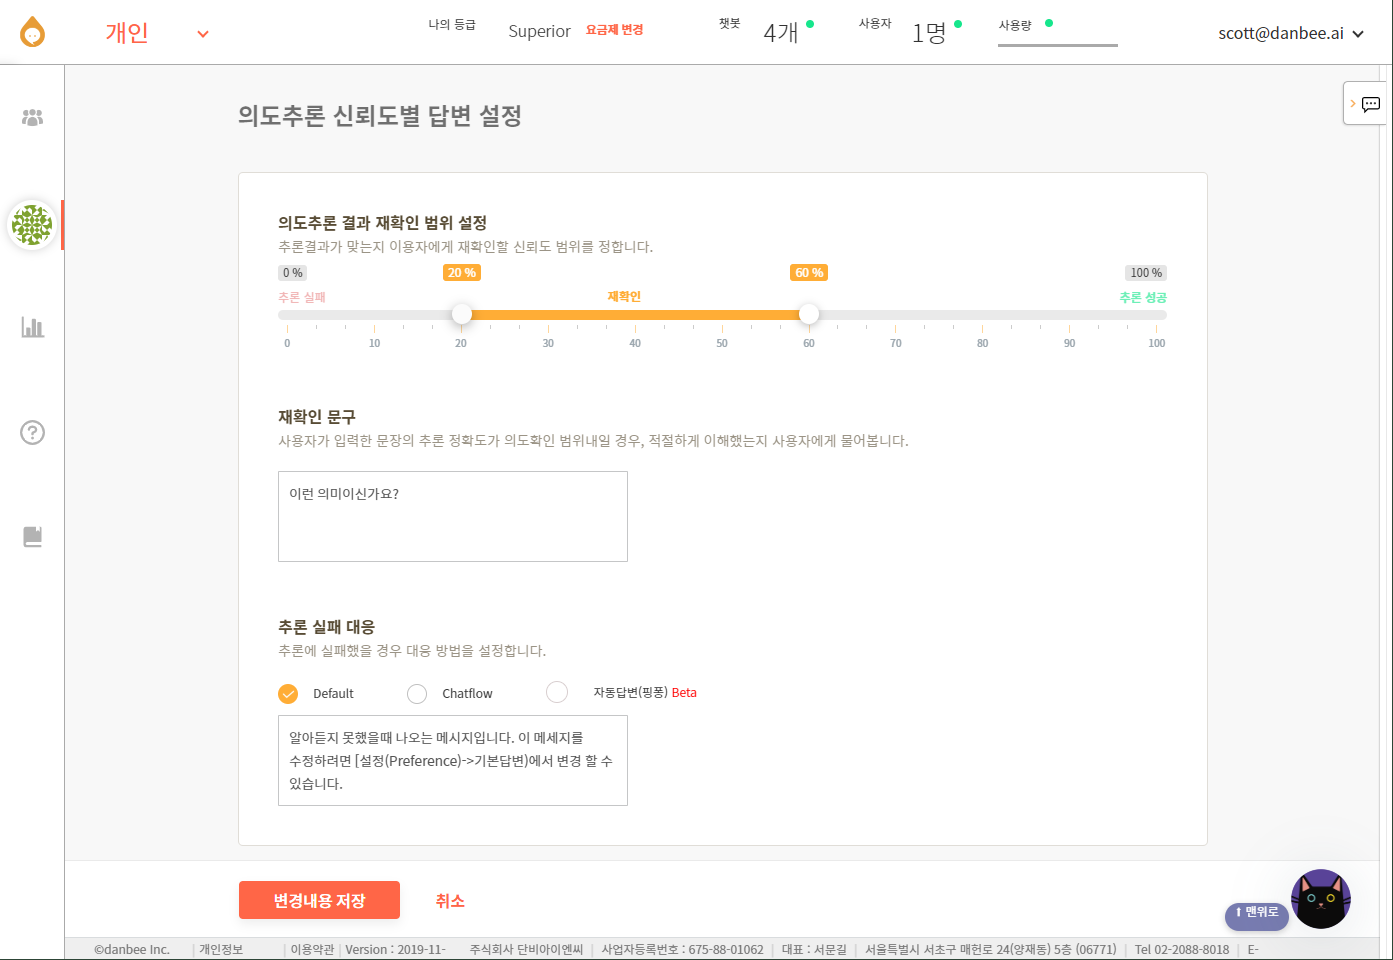 개인
나의 등급 Superior 요금제 변경
챗봇 4개 사용자 1명 사용량
scott@danbee.ai
의도추론 신뢰도별 답변 설정
의도추론 결과 재확인 범위 설정
추론결과가 맞는지 이용자에게 재확인할 신뢰도 범위를 정합니다.
0 % 20 % 60 % 100 %
추론 실패 재확인 추론 성공
0 10 20 30 40 50 60 70 80 90 100
재확인 문구
사용자가 입력한 문장의 추론 정확도가 의도확인 범위내일 경우, 적절하게 이해했는지 사용자에게 물어봅니다.
이런 의미이신가요?
추론 실패 대응
추론에 실패했을 경우 대응 방법을 설정합니다.
Default Chatflow 자동답변(핑퐁) Beta
알아듣지 못했을때 나오는 메시지입니다. 이 메세지를
수정하려면 [설정(Preference)->기본답변)에서 변경 할 수
있습니다.
변경내용 저장 취소
⬆ 맨위로
©danbee Inc. | 개인정보 | 이용약관 | Version : 2019-11- 주식회사 단비아이엔씨 | 사업자등록번호 : 675-88-01062 | 대표 : 서문길 | 서울특별시 서초구 매헌로 24(양재동) 5층 (06771) | Tel 02-2088-8018 | E-